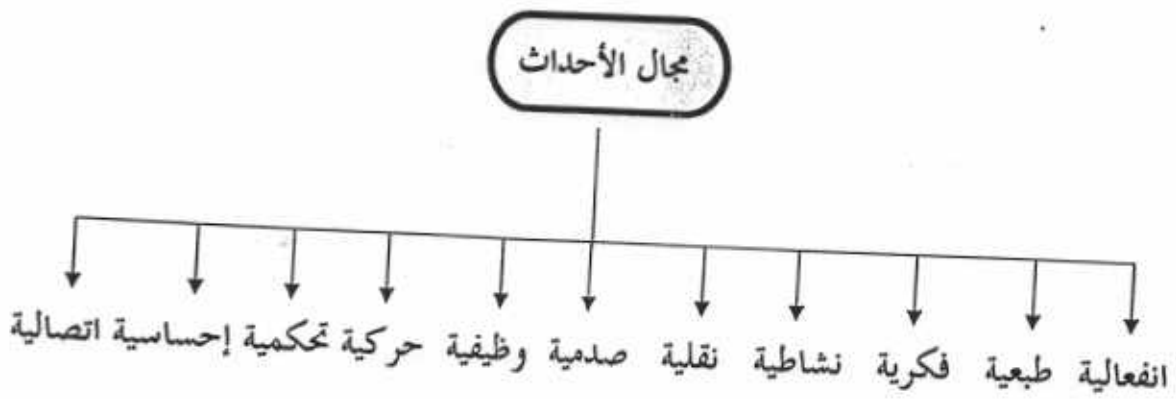 مجال الأحداث
انفعالية طبعية فكرية نشاطية نقلية صدمية وظيفية حركية تحكمية إحساسية اتصالية